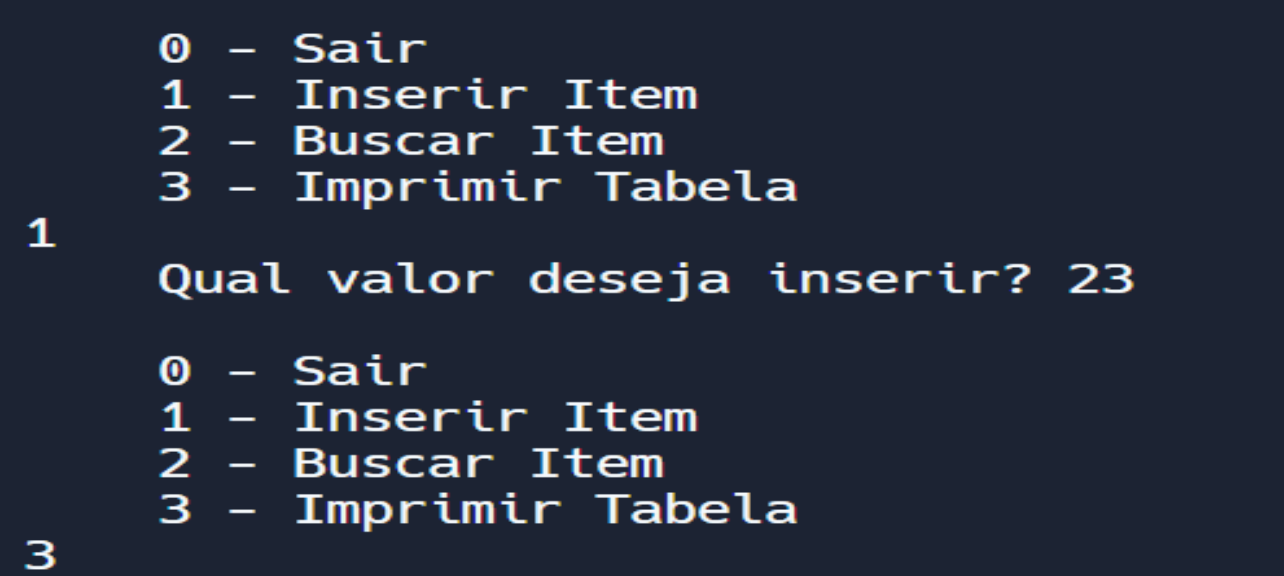 0 – Sair
1 – Inserir Item
2 – Buscar Item
3 – Imprimir Tabela
1
Qual valor deseja inserir? 23
0 – Sair
1 – Inserir Item
2 – Buscar Item
3 – Imprimir Tabela
3